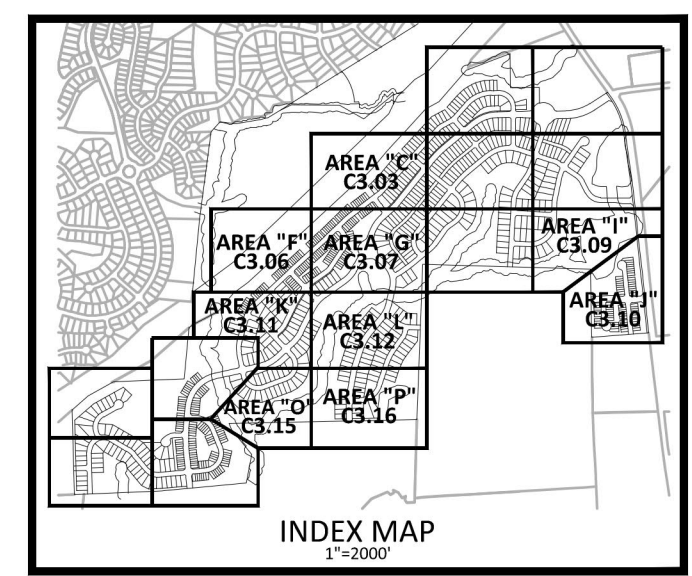 AREA "C"
C3.03
AREA "F"
C3.06
AREA "G"
C3.07
AREA "I"
C3.09
AREA "J"
C3.10
AREA "K"
C3.11
AREA "L"
C3.12
AREA "O"
C3.15
AREA "P"
C3.16
INDEX MAP
1"=2000'